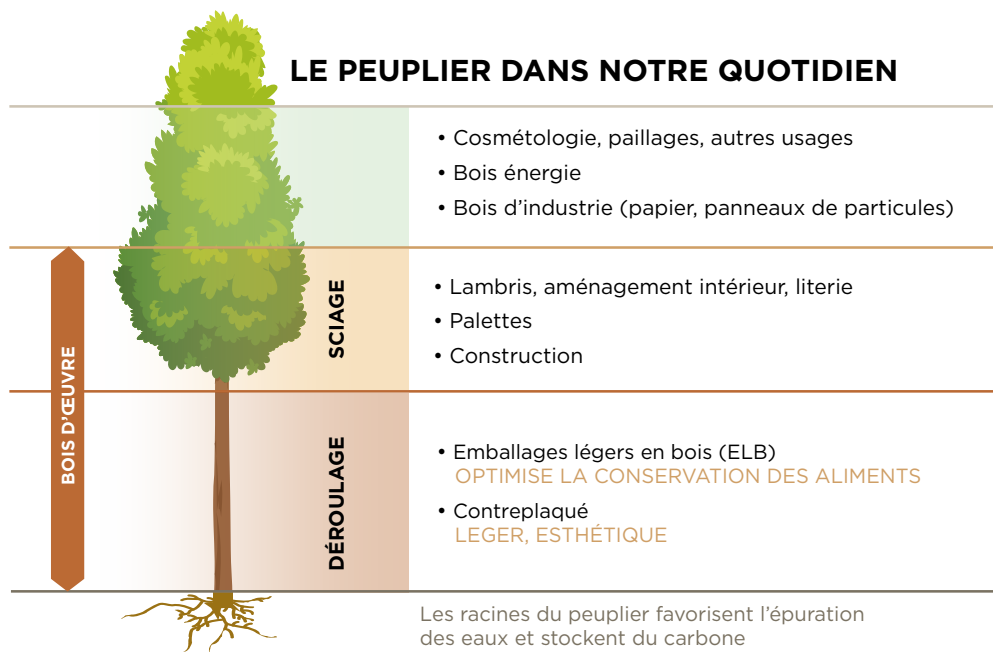 LE PEUPLIER DANS NOTRE QUOTIDIEN
• Cosmétologie, paillages, autres usages
• Bois énergie
• Bois d’industrie (papier, panneaux de particules)
BOIS D’ŒUVRE
SCIAGE
• Lambris, aménagement intérieur, literie
• Palettes
• Construction
DÉROULAGE
• Emballages légers en bois (ELB)
OPTIMISE LA CONSERVATION DES ALIMENTS
• Contreplaqué
LEGER, ESTHÉTIQUE
Les racines du peuplier favorisent l’épuration
des eaux et stockent du carbone